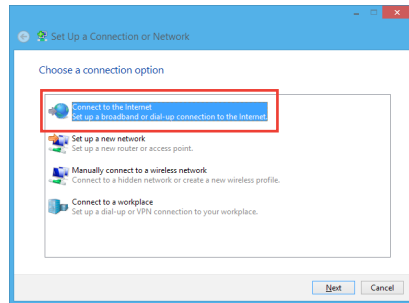 Set Up a Connection or Network
Choose a connection option
Connect to the Internet
Set up a broadband or dial-up connection to the Internet.
Set up a new network
Set up a new router or access point.
Manually connect to a wireless network
Connect to a hidden network or create a new wireless profile.
Connect to a workplace
Set up a dial-up or VPN connection to your workplace.
Next Cancel